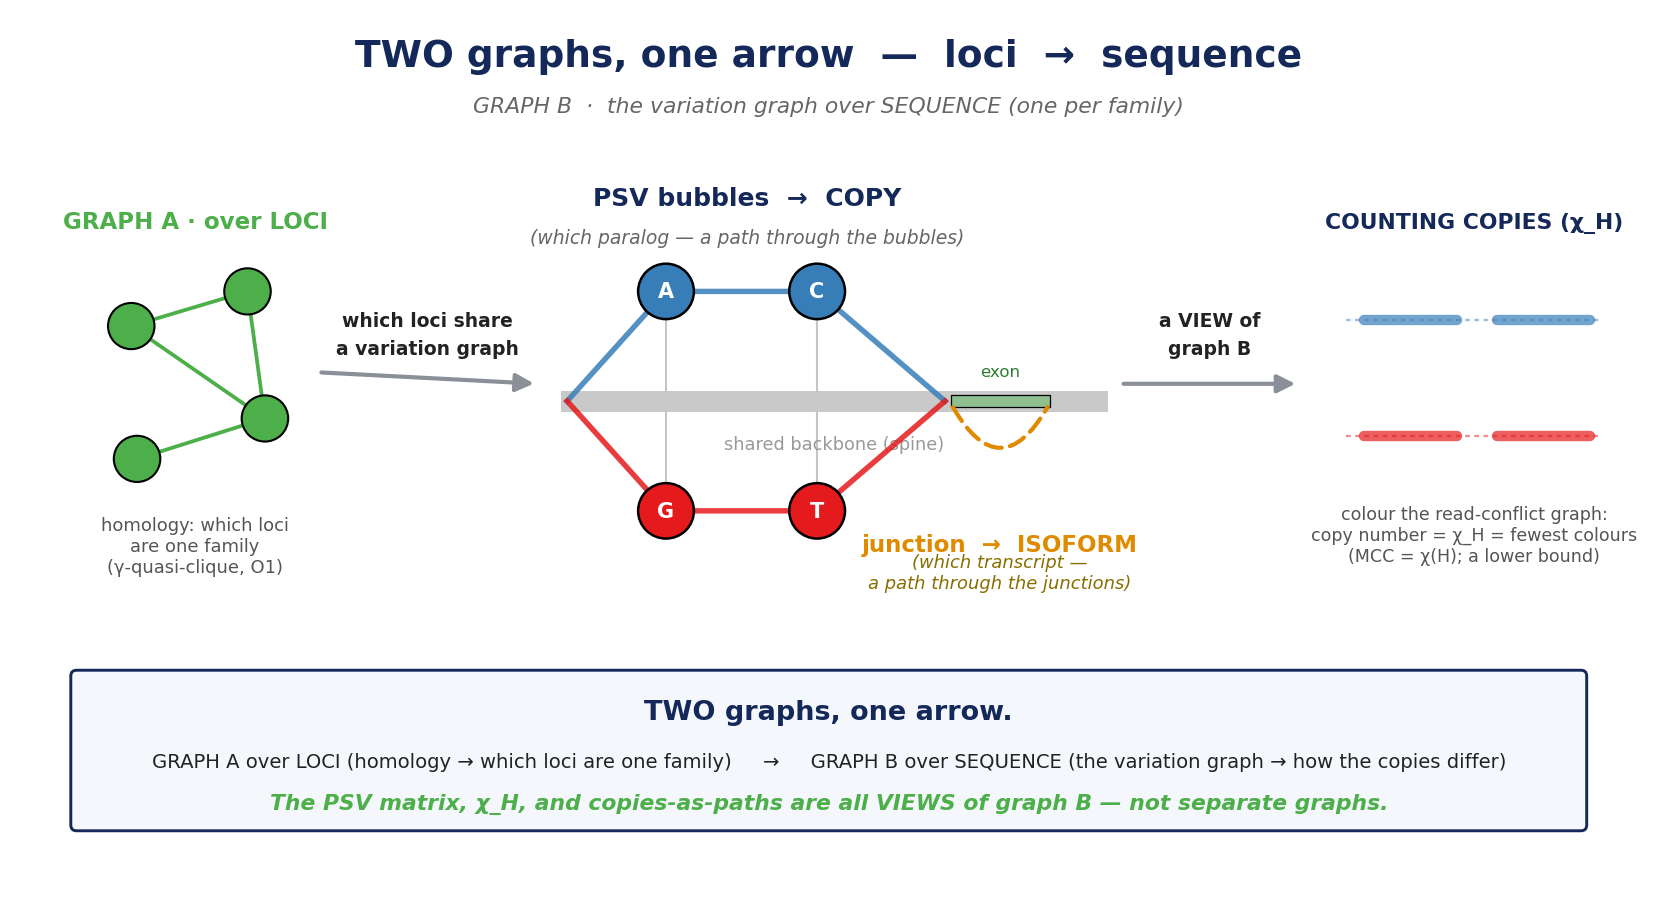 TWO graphs, one arrow — loci → sequence
GRAPH B · the variation graph over SEQUENCE (one per family)
GRAPH A · over LOCI
homology: which loci
are one family
(γ-quasi-clique, O1)
which loci share
a variation graph
PSV bubbles → COPY
(which paralog — a path through the bubbles)
A
C
exon
shared backbone (spine)
G
T
junction → ISOFORM
(which transcript —
a path through the junctions)
a VIEW of
graph B
COUNTING COPIES (χ_H)
colour the read-conflict graph:
copy number = χ_H = fewest colours
(MCC = χ(H); a lower bound)
TWO graphs, one arrow.
GRAPH A over LOCI (homology → which loci are one family) → GRAPH B over SEQUENCE (the variation graph → how the copies differ)
The PSV matrix, χ_H, and copies-as-paths are all VIEWS of graph B — not separate graphs.